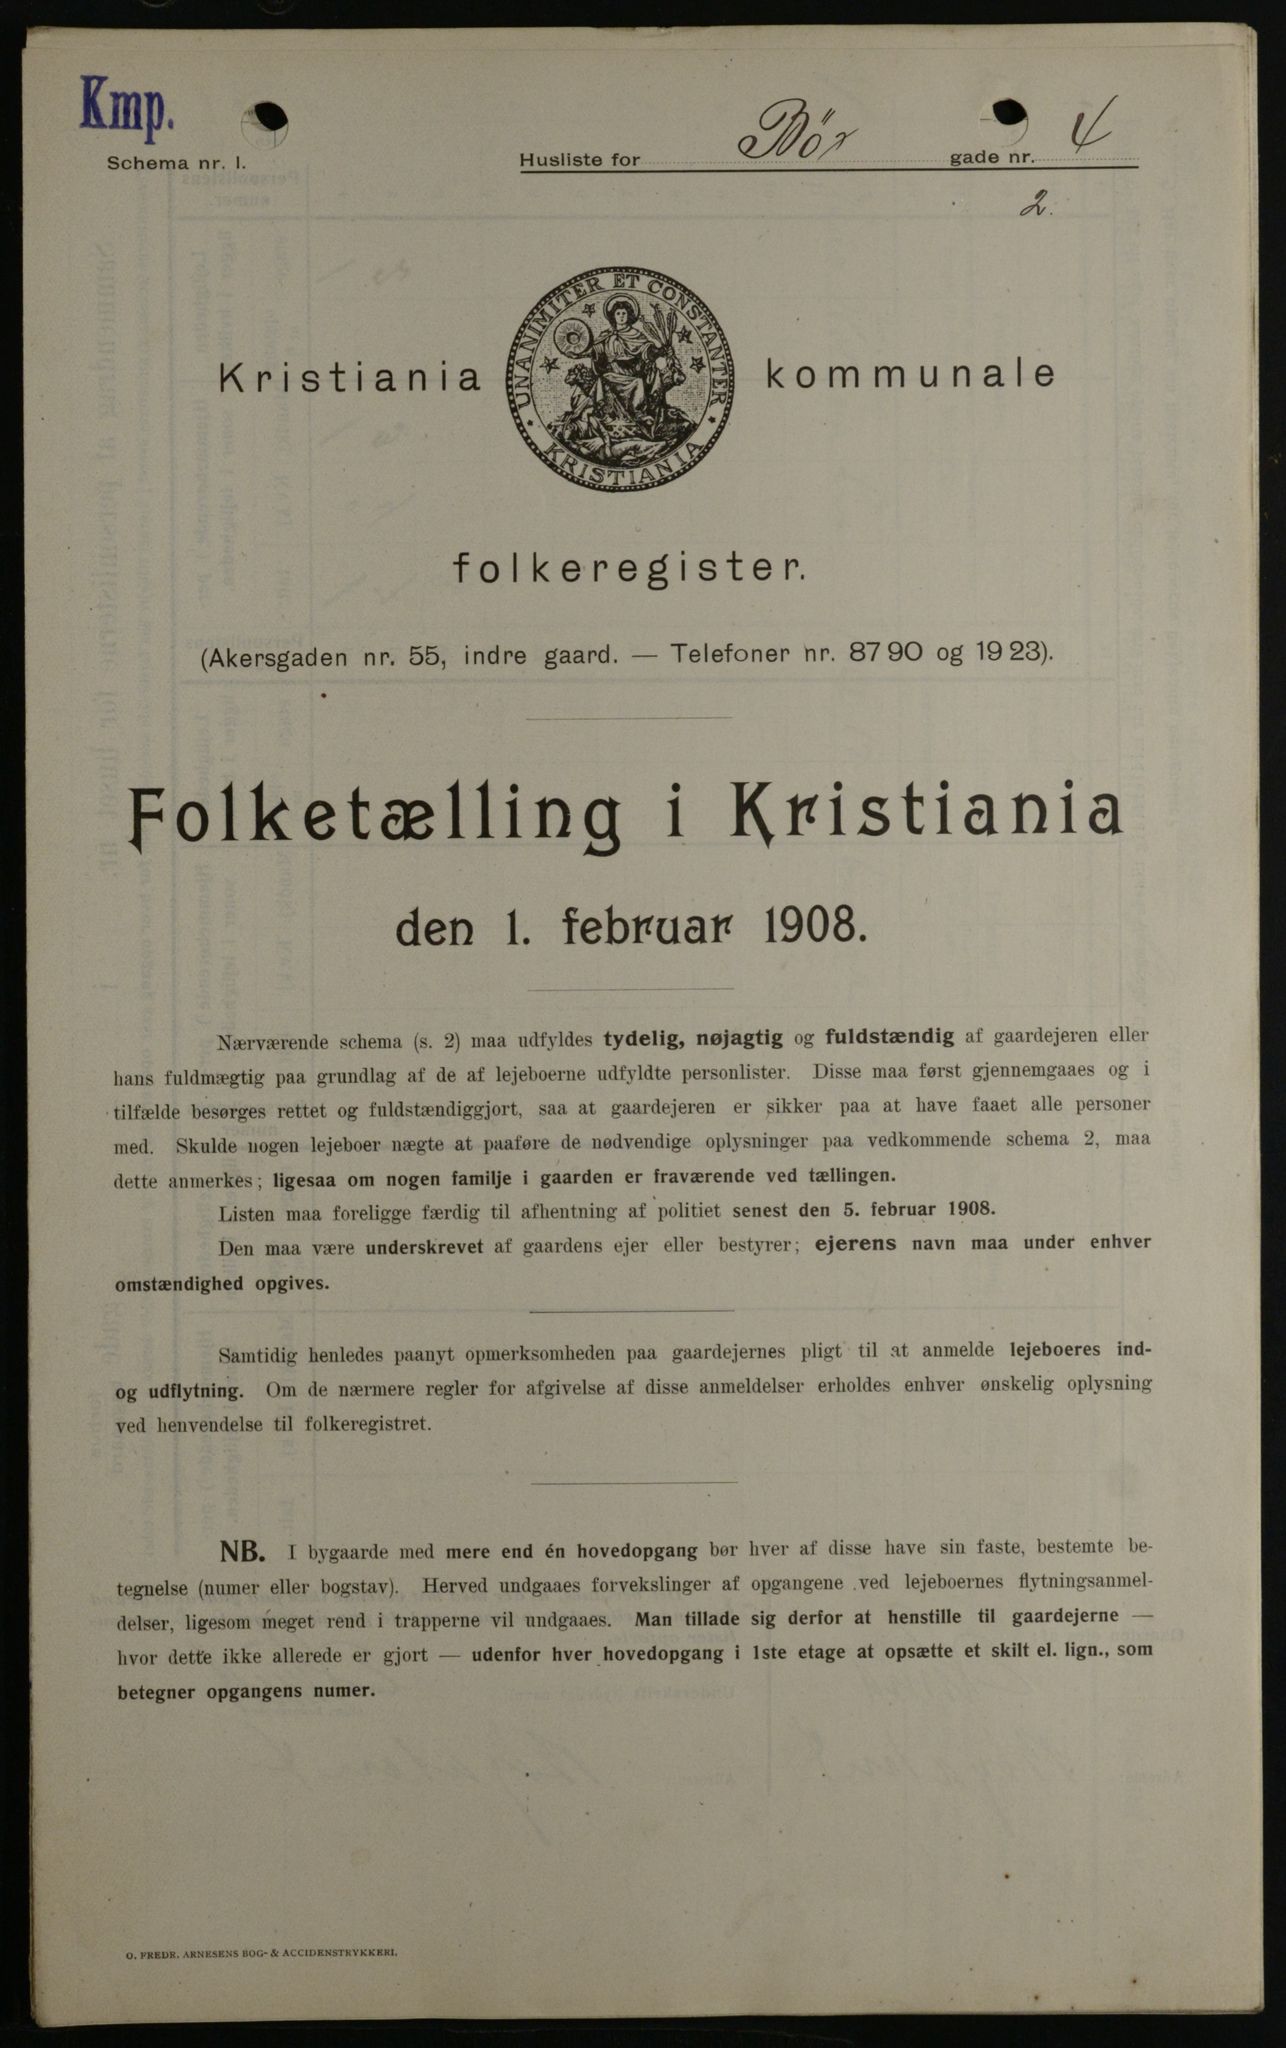 Kmp.
Schema nr. 1.
Husliste for Bör gade nr. 4
2.
UNANIMITER ET CONSTANTER
KRISTIANIA
Kristiania kommunale
folkeregister.
(Akersgaden nr. 55, indre gaard. — Telefoner nr. 8790 og 1923).
Folketælling i Kristiania
den 1. februar 1908.
Nærværende schema (s. 2) maa udfyldes tydelig, nøjagtig og fuldstændig af gaardejeren eller
hans fuldmægtig paa grundlag af de af lejeboerne udfyldte personlister. Disse maa først gjennemgaaes og i
tilfælde besørges rettet og fuldstændiggjort, saa at gaardejeren er sikker paa at have faaet alle personer
med. Skulde nogen lejeboer nægte at paaføre de nødvendige oplysninger paa vedkommende schema 2, maa
dette anmerkes; ligesaa om nogen familje i gaarden er fraværende ved tællingen.
Listen maa foreligge færdig til afhentning af politiet senest den 5. februar 1908.
Den maa være underskrevet af gaardens ejer eller bestyrer; ejerens navn maa under enhver
omstændighed opgives.
Samtidig henledes paanyt opmerksomheden paa gaardejernes pligt til at anmelde lejeboeres ind-
og udflytning. Om de nærmere regler for afgivelse af disse anmeldelser erholdes enhver ønskelig oplysning
ved henvendelse til folkeregistret.
NB. I bygaarde med mere end én hovedopgang bør hver af disse have sin faste, bestemte be-
tegnelse (numer eller bogstav). Herved undgaaes forvekslinger af opgangene ved lejeboernes flytningsanmel-
delser, ligesom meget rend i trapperne vil undgaaes. Man tillade sig derfor at henstille til gaardejerne —
hvor dette ikke allerede er gjort — udenfor hver hovedopgang i 1ste etage at opsætte et skilt el. lign., som
betegner opgangens numer.
O. FREDR. ARNESENS BOG- & ACCIDENSTRYKKERI.